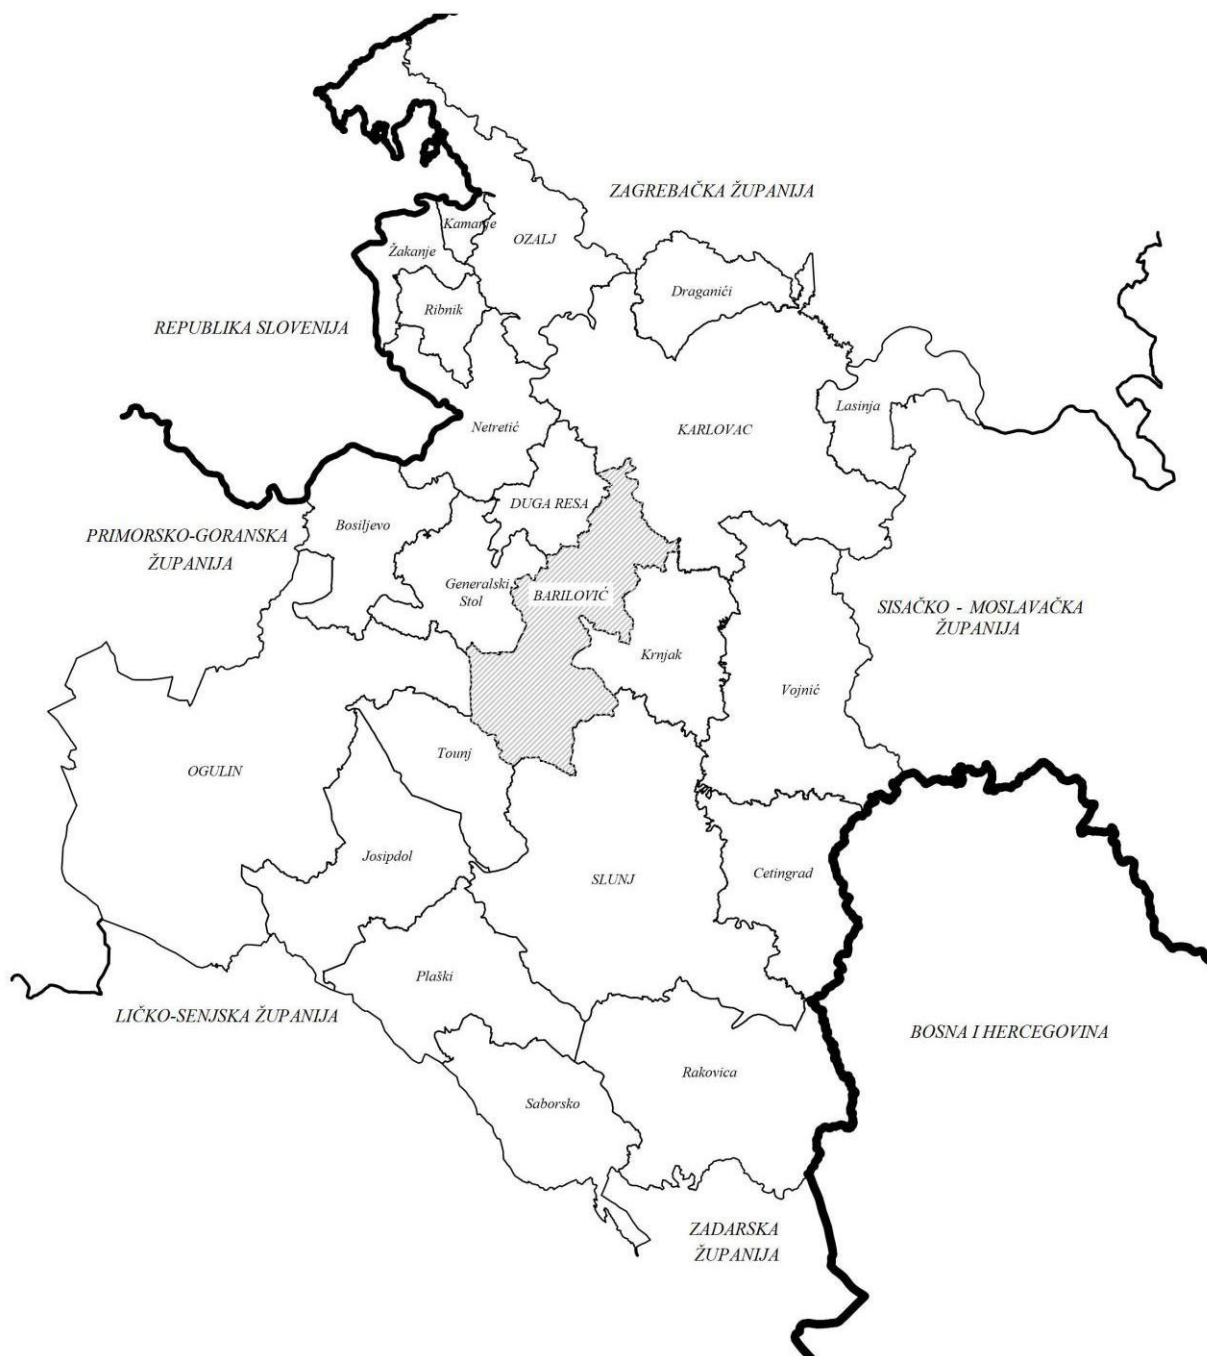 ZAGREBAČKA ŽUPANIJA
Kamanje
OZALJ
Žakanje
Draganići
Ribnik
REPUBLIKA SLOVENIJA
Lasinja
Netretić
KARLOVAC
DUGA RESA
Bosiljevo
PRIMORSKO-GORANSKA
ŽUPANIJA
Generalski
Stol
BARILOVIĆ
SISAČKO - MOSLAVAČKA
ŽUPANIJA
Krnjak
Vojnić
Tounj
OGULIN
Josipdol
SLUNJ
Cetingrad
Plaški
LIČKO-SENJSKA ŽUPANIJA
BOSNA I HERCEGOVINA
Rakovica
Saborsko
ZADARSKA
ŽUPANIJA